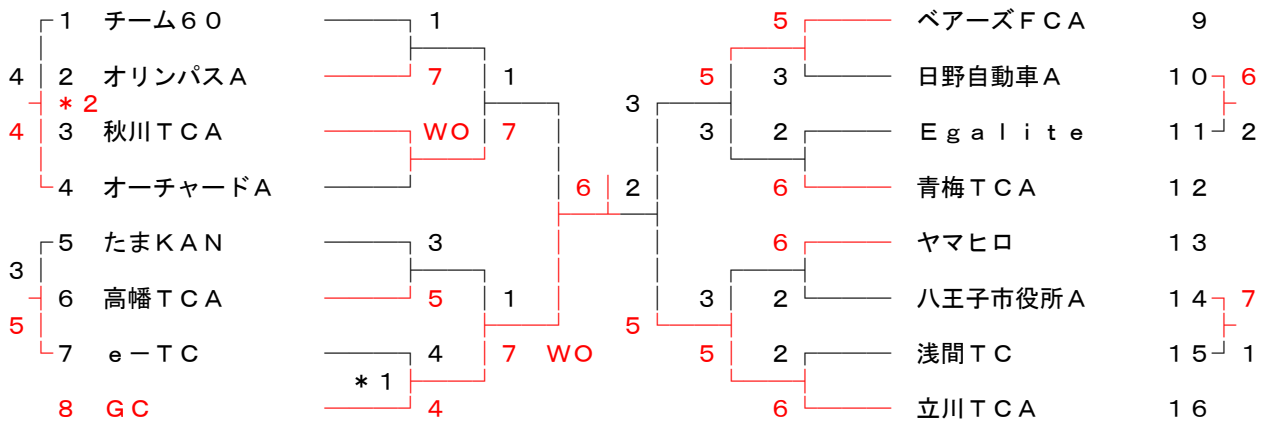 1 チーム６０ 1 5 ベアーズＦＣＡ 9
4 2 オリンパスＡ 7 1 5 3 日野自動車Ａ １０ 6
＊２ 3
4 3 秋川ＴＣＡ ＷＯ 7 3 2 Ｅｇａｌｉｔｅ １１ 2
4 オーチャードＡ 6 2 6 青梅ＴＣＡ １２
5 たまＫＡＮ 3 6 ヤマヒロ １３
3
6 高幡ＴＣＡ 5 1 3 2 八王子市役所Ａ １４ 7
5 5
7 ｅ－ＴＣ 4 7 ＷＯ 5 2 浅間ＴＣ １５ 1
＊１
8 ＧＣ 4 6 立川ＴＣＡ １６